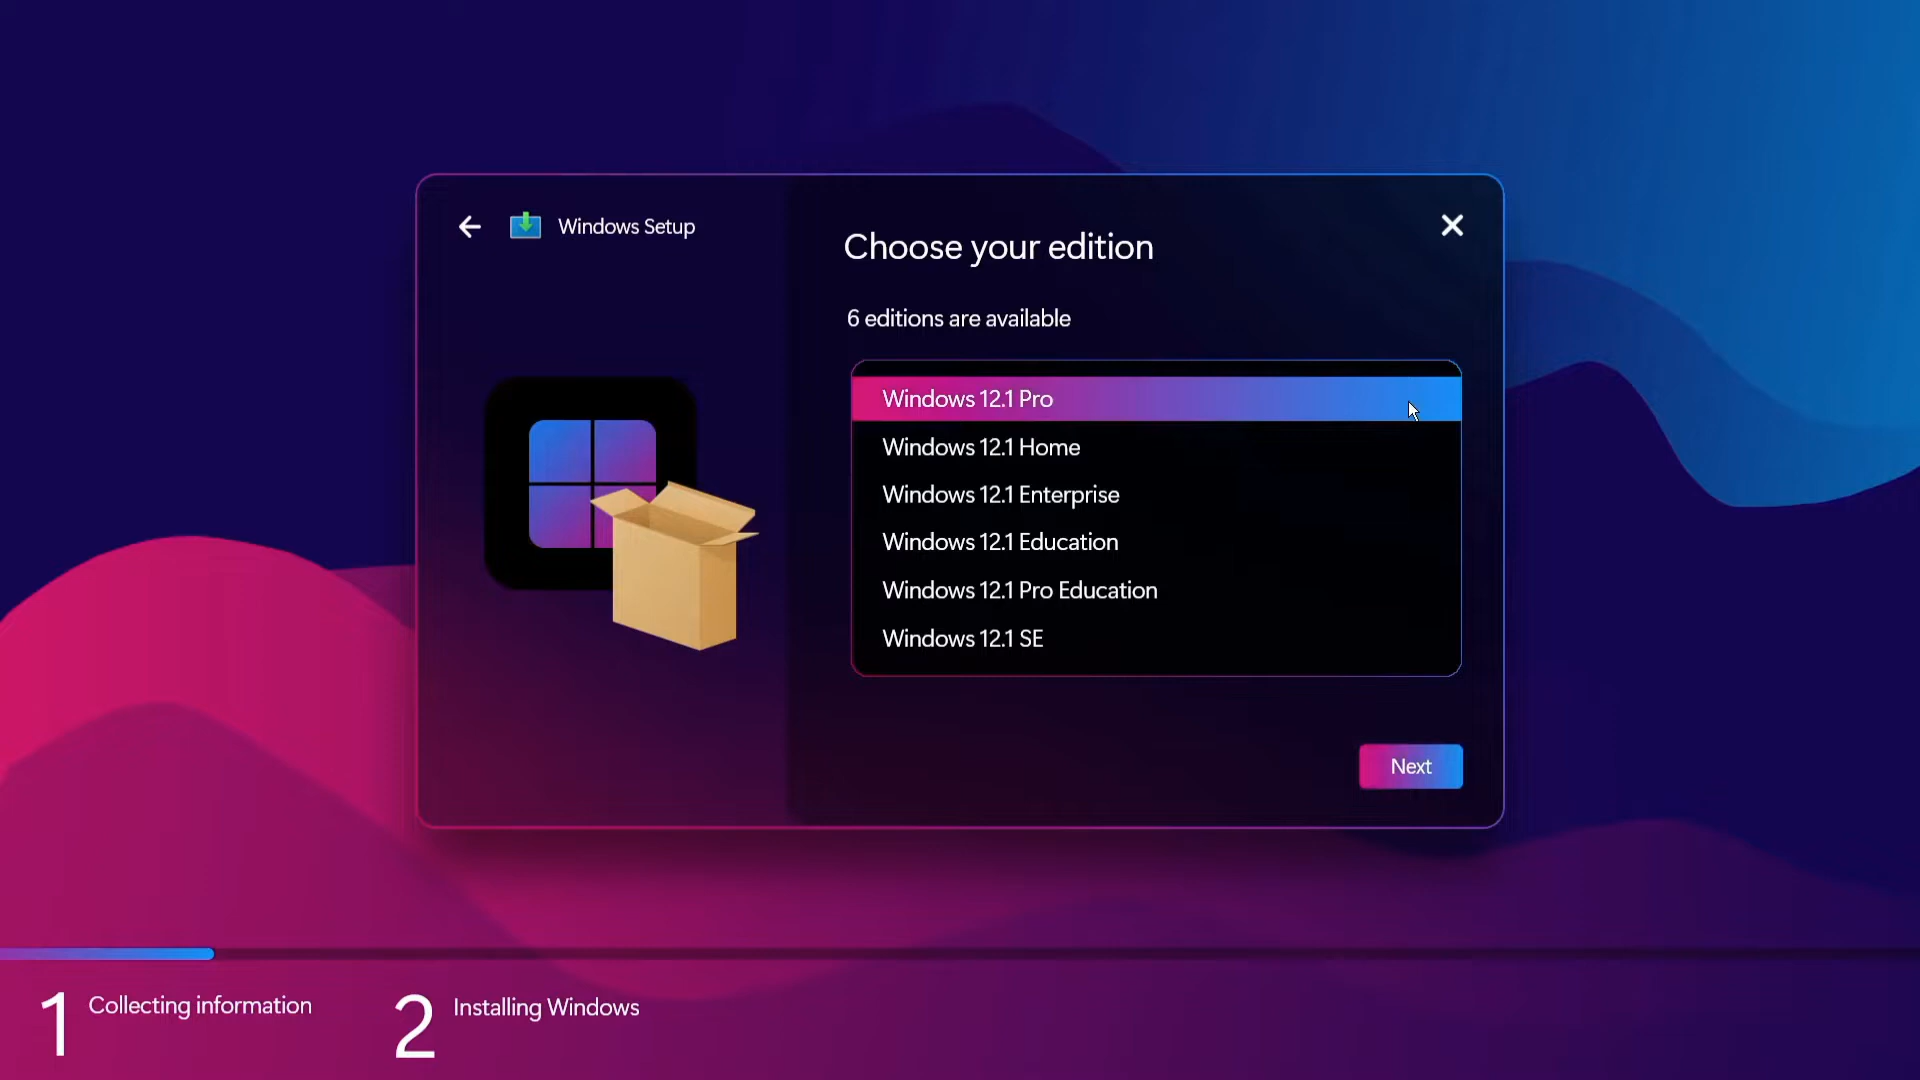 Windows Setup
Choose your edition
6 editions are available
Windows 12.1 Pro
Windows 12.1 Home
Windows 12.1 Enterprise
Windows 12.1 Education
Windows 12.1 Pro Education
Windows 12.1 SE
Next
1 Collecting information
2 Installing Windows